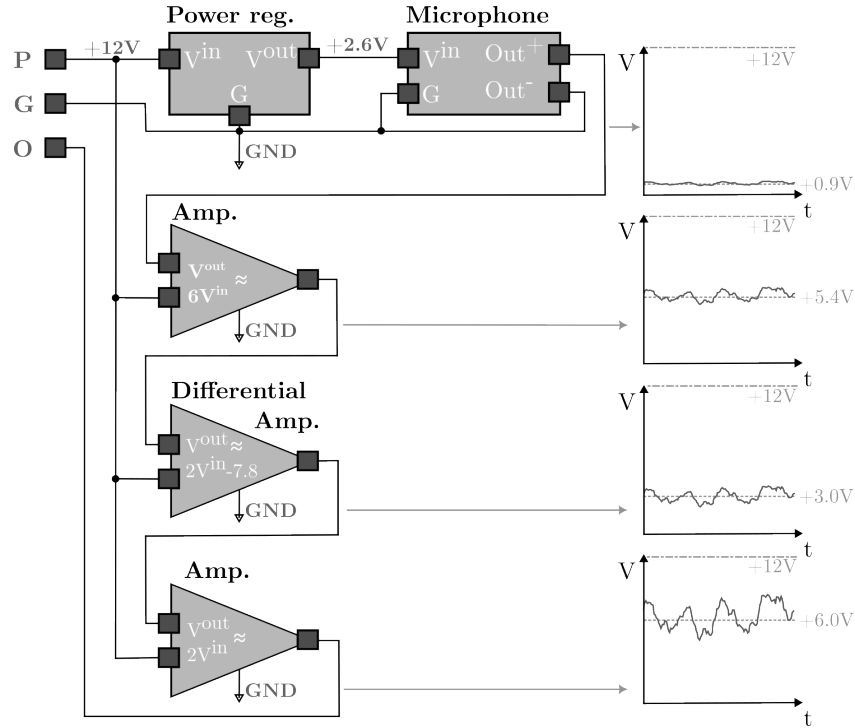 Power reg.
Microphone
P
+12V
V^in
V^out
+2.6V
V^in
Out^+
G
G
G
Out^-
O
GND
V
+12V
+0.9V
t
Amp.
V^out ≈
6V^in
GND
V
+12V
+5.4V
t
Differential
Amp.
V^out ≈
2V^in-7.8
GND
V
+12V
+3.0V
t
Amp.
V^out ≈
2V^in
GND
V
+12V
+6.0V
t